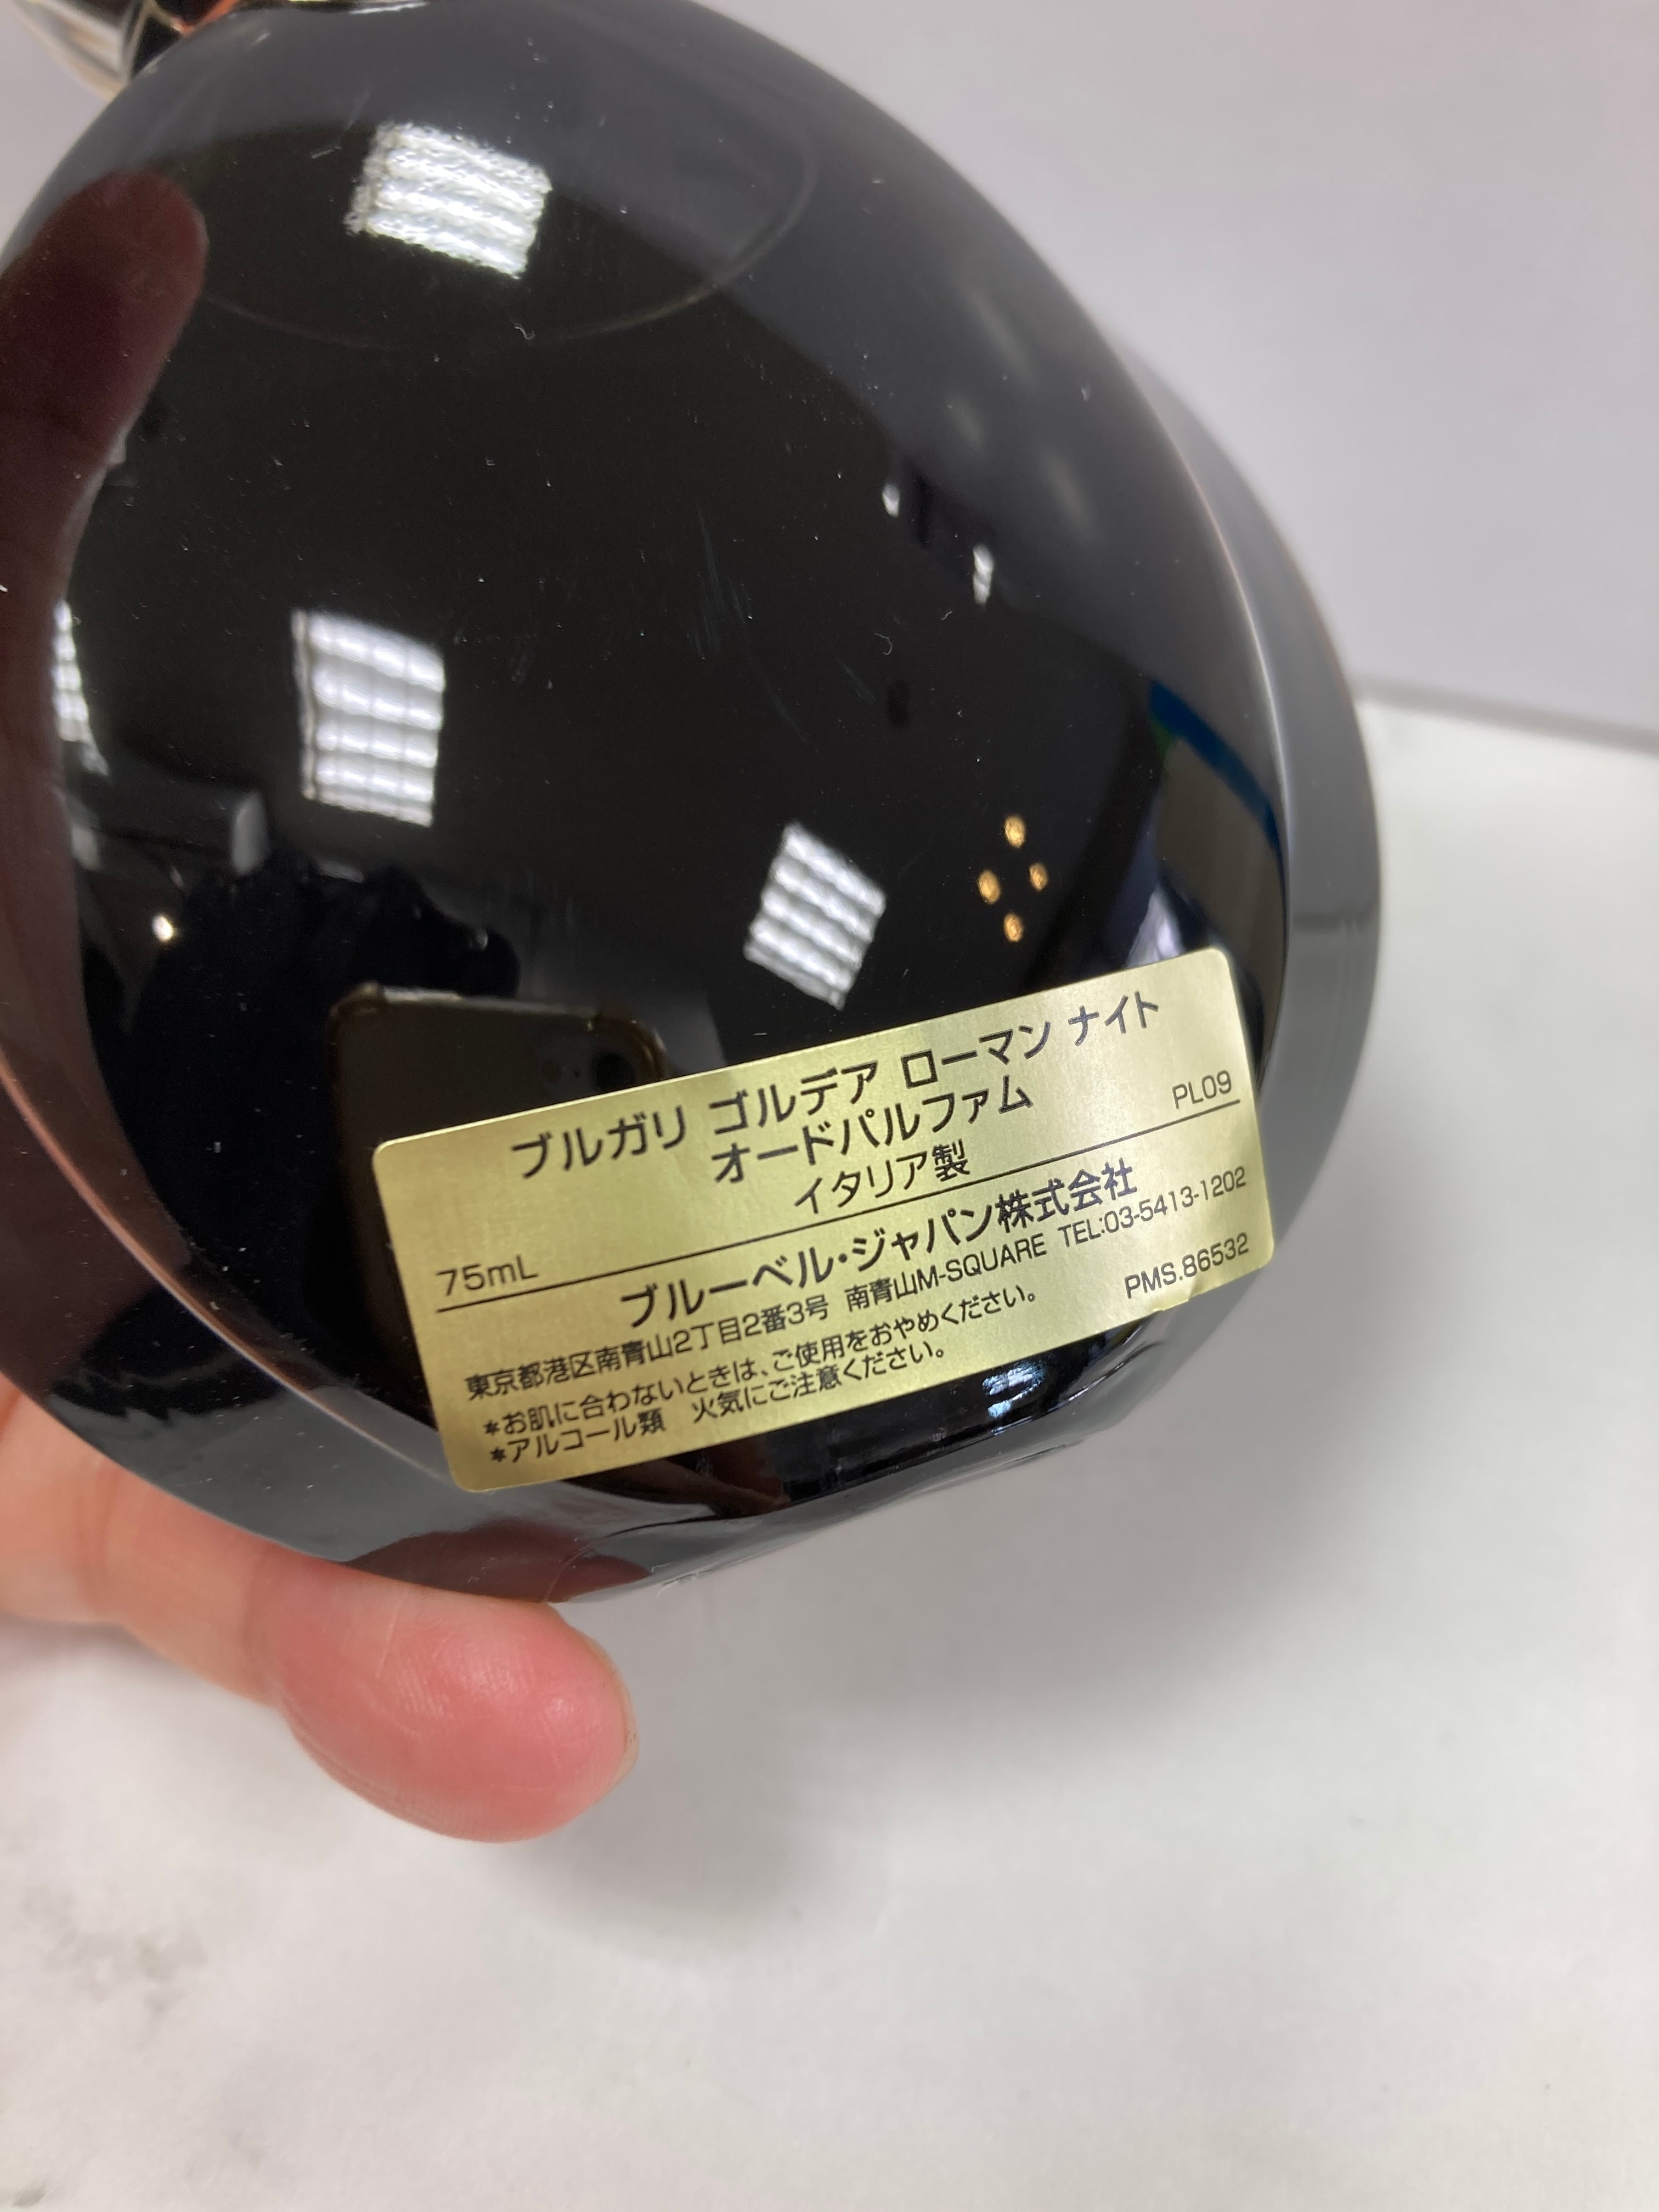 ブルガリ ゴルデア ローマン ナイト
オードパルファム
イタリア製
75mL
PL09
ブルーベル・ジャパン株式会社
東京都港区南青山2丁目2番3号 南青山M-SQUARE TEL:03-5413-1202
*お肌に合わないときは、ご使用をおやめください。
*アルコール類 火気にご注意ください。
PMS.86532